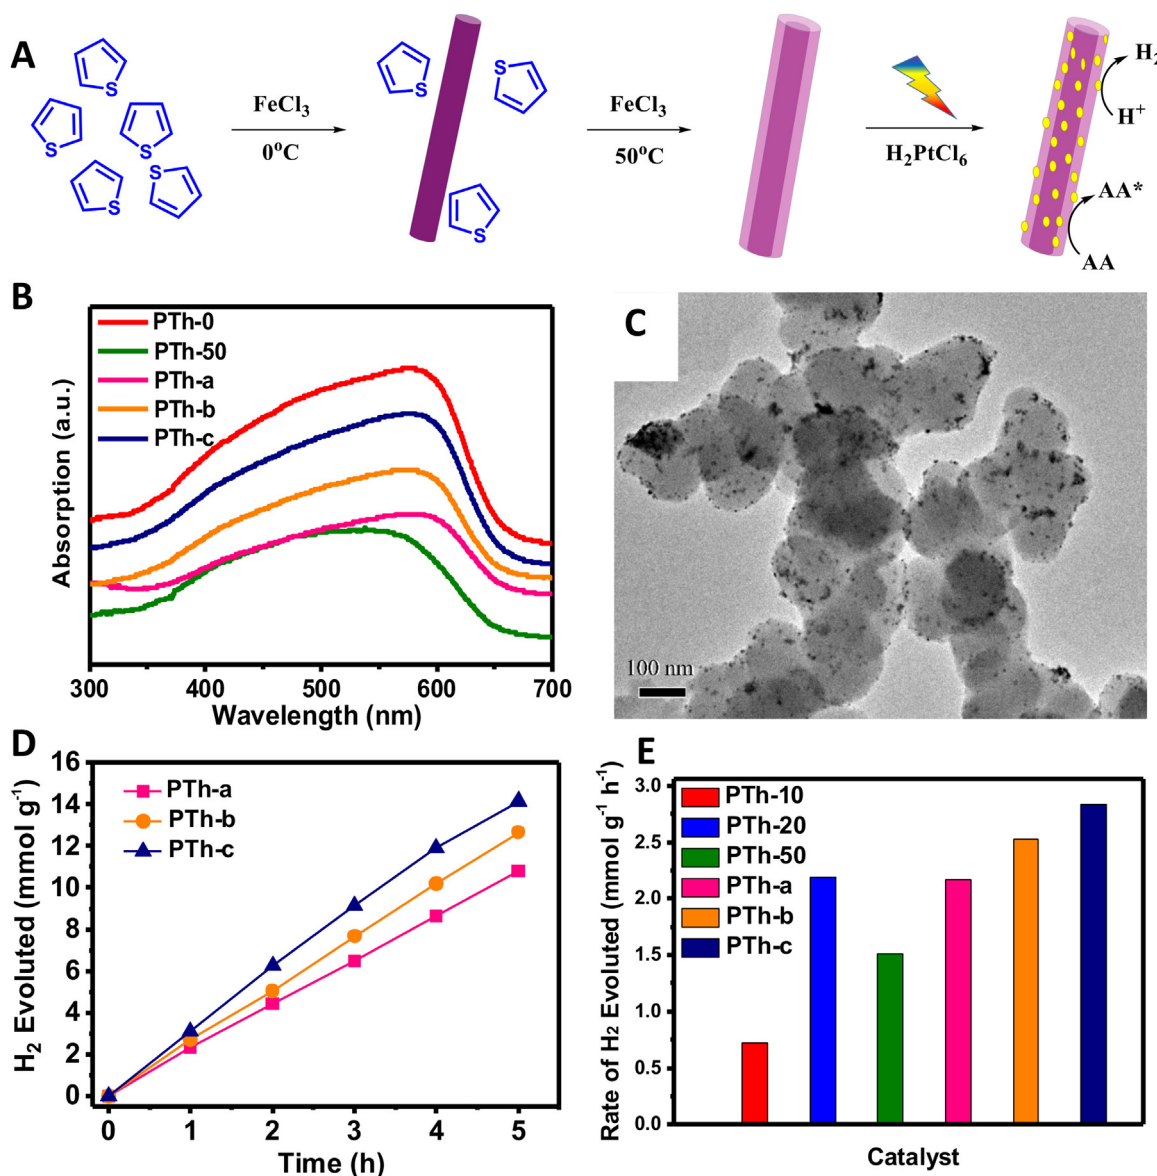 A
S
S
S
S
S
FeCl3
0°C
S
S
S
FeCl3
50°C
H2PtCl6
H2
H+
AA*
AA
B
PTh-0
PTh-50
PTh-a
PTh-b
PTh-c
Absorption (a.u.)
300 400 500 600 700
Wavelength (nm)
C
100 nm
D
16
14
12
10
8
6
4
2
0
PTh-a
PTh-b
PTh-c
H2 Evoluted (mmol g-1)
0 1 2 3 4 5
Time (h)
E
3.0
2.5
2.0
1.5
1.0
0.5
0.0
PTh-10
PTh-20
PTh-50
PTh-a
PTh-b
PTh-c
Rate of H2 Evoluted (mmol g-1 h-1)
Catalyst